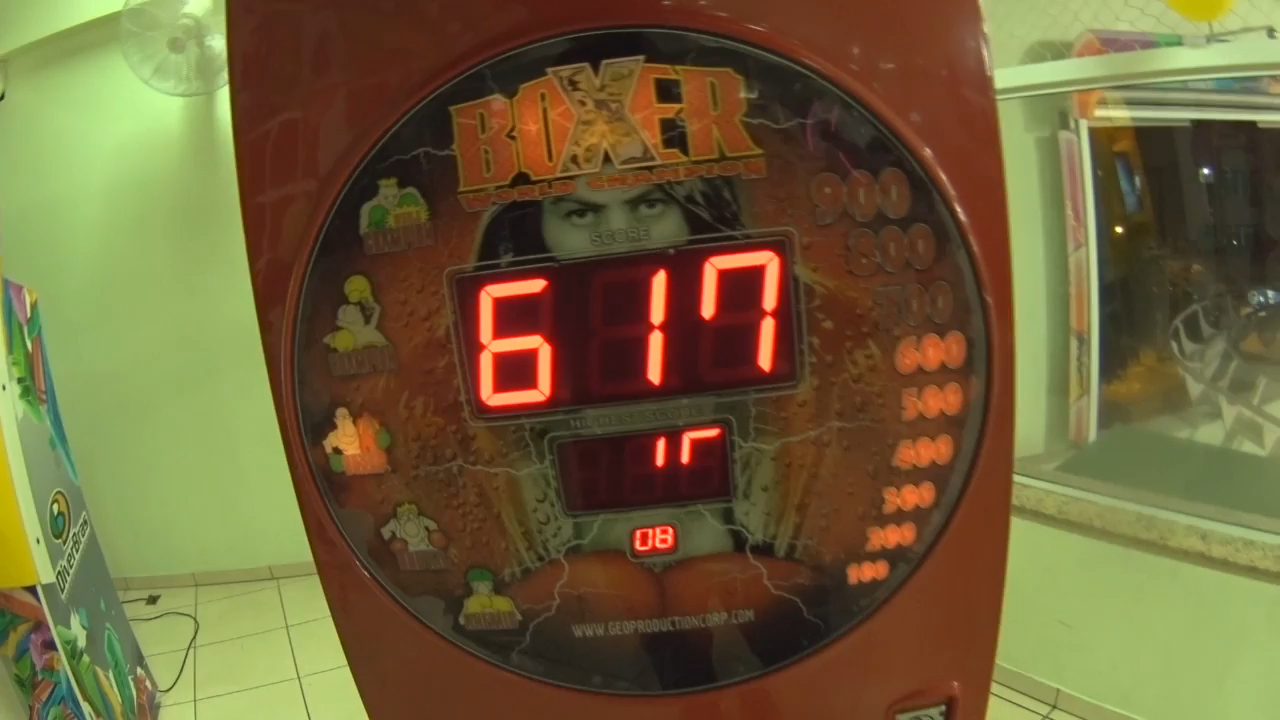 BOXER
WORLD CHAMPION
900
SCORE
800
617
700
600
500
HIGHEST SCORE
400
300
200
08
100
WWW.GEOPRODUCTIONCORP.COM
DiverBras